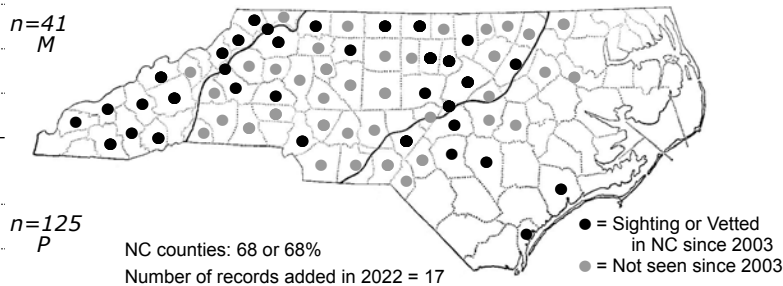 n=41
M
n=125
P
NC counties: 68 or 68%
Number of records added in 2022 = 17
● = Sighting or Vetted
in NC since 2003
● = Not seen since 2003